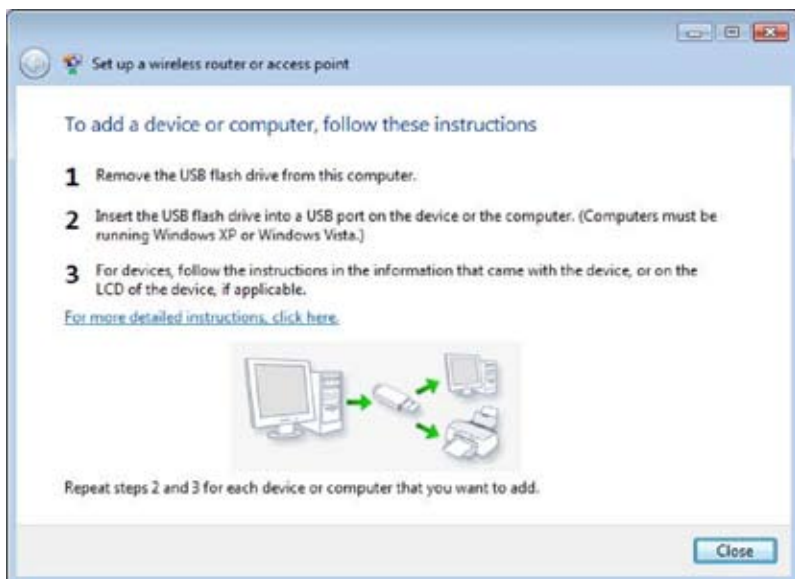 Set up a wireless router or access point
To add a device or computer, follow these instructions
1 Remove the USB flash drive from this computer.
2 Insert the USB flash drive into a USB port on the device or the computer. (Computers must be
running Windows XP or Windows Vista.)
3 For devices, follow the instructions in the information that came with the device, or on the
LCD of the device, if applicable.
For more detailed instructions, click here.
Repeat steps 2 and 3 for each device or computer that you want to add.
Close